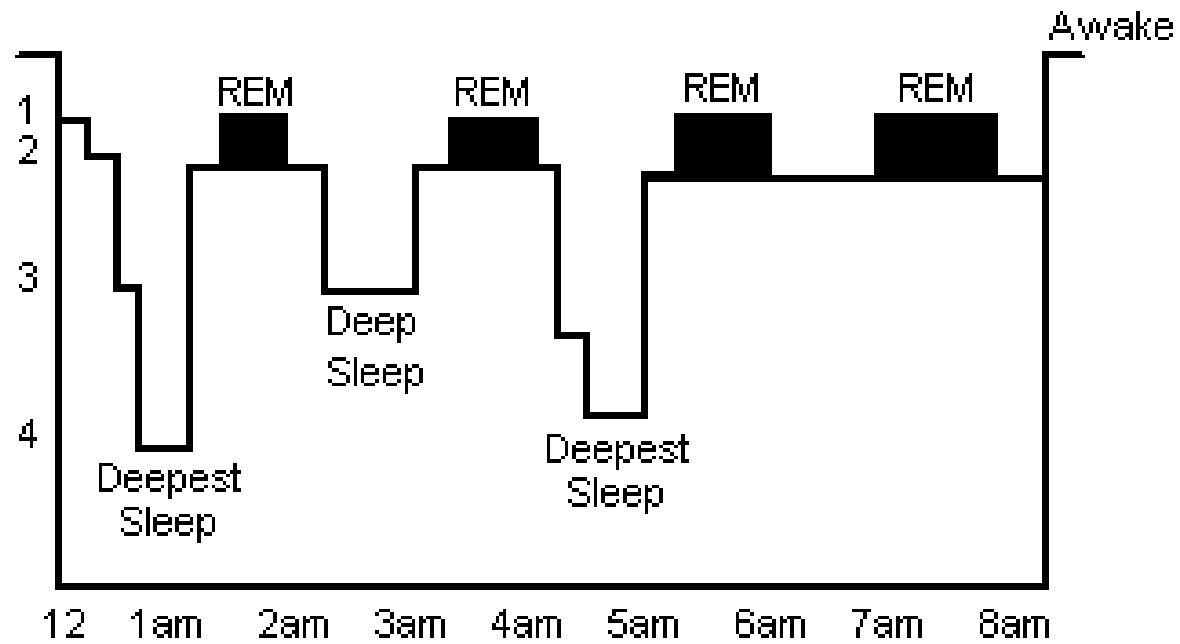 Awake
REM REM REM REM
1
2
3
Deep
Sleep
4
Deepest
Sleep
Deepest
Sleep
12 1am 2am 3am 4am 5am 6am 7am 8am